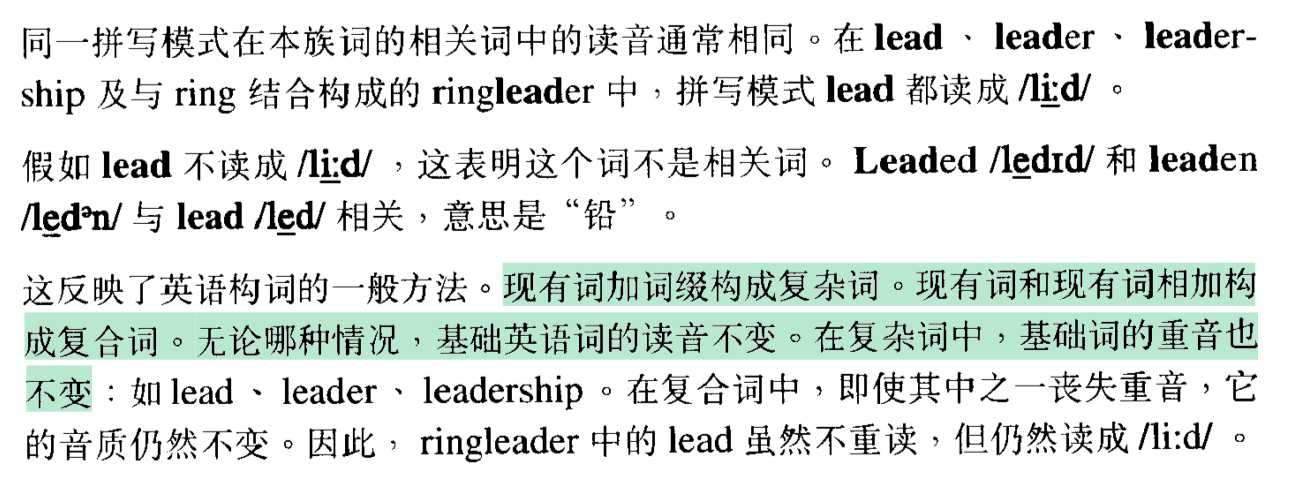 同一拼写模式在本族词的相关词中的读音通常相同。在 lead 、 leader 、 leader-
ship 及与 ring 结合构成的 ringleader 中，拼写模式 lead 都读成 /li:d/ 。
假如 lead 不读成 /li:d/ ，这表明这个词不是相关词。 Leaded /ledɪd/ 和 leaden
/ledᵊn/ 与 lead /led/ 相关，意思是“铅” 。
这反映了英语构词的一般方法。现有词加词缀构成复杂词。现有词和现有词相加构
成复合词。无论哪种情况，基础英语词的读音不变。在复杂词中，基础词的重音也
不变：如 lead 、 leader 、 leadership 。在复合词中，即使其中之一丧失重音，它
的音质仍然不变。因此， ringleader 中的 lead 虽然不重读，但仍然读成 /li:d/ 。